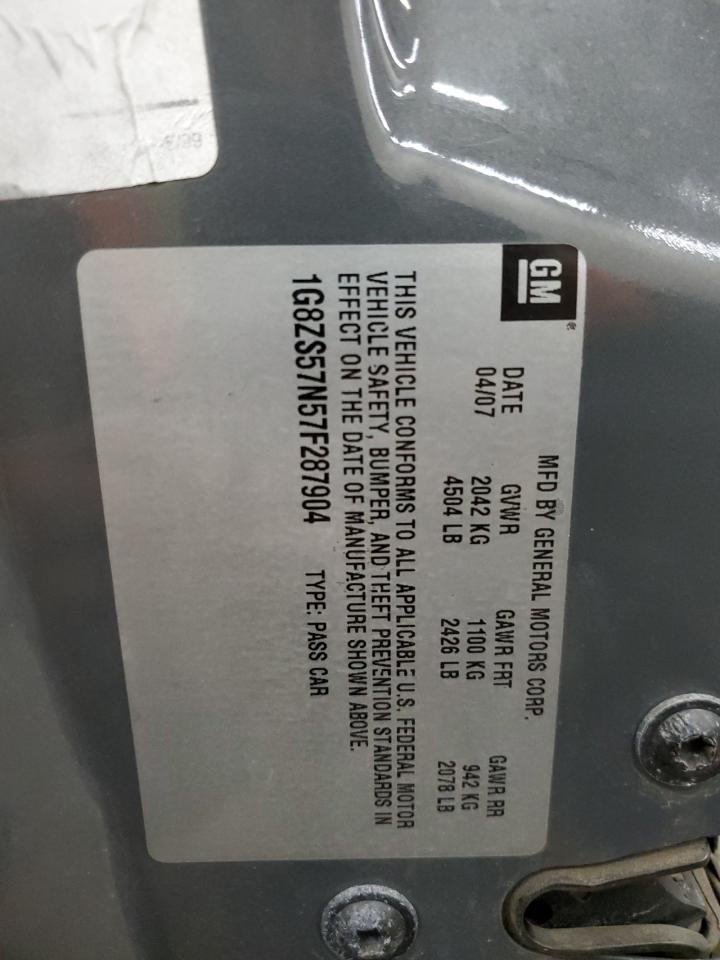 GM
MFD BY GENERAL MOTORS CORP.
DATE GVWR GAWR FRT GAWR RR
04/07 2042 KG 1100 KG 942 KG
4504 LB 2426 LB 2078 LB
THIS VEHICLE CONFORMS TO ALL APPLICABLE U.S. FEDERAL MOTOR
VEHICLE SAFETY, BUMPER, AND THEFT PREVENTION STANDARDS IN
EFFECT ON THE DATE OF MANUFACTURE SHOWN ABOVE.
1G8ZS57N57F287904 TYPE: PASS CAR